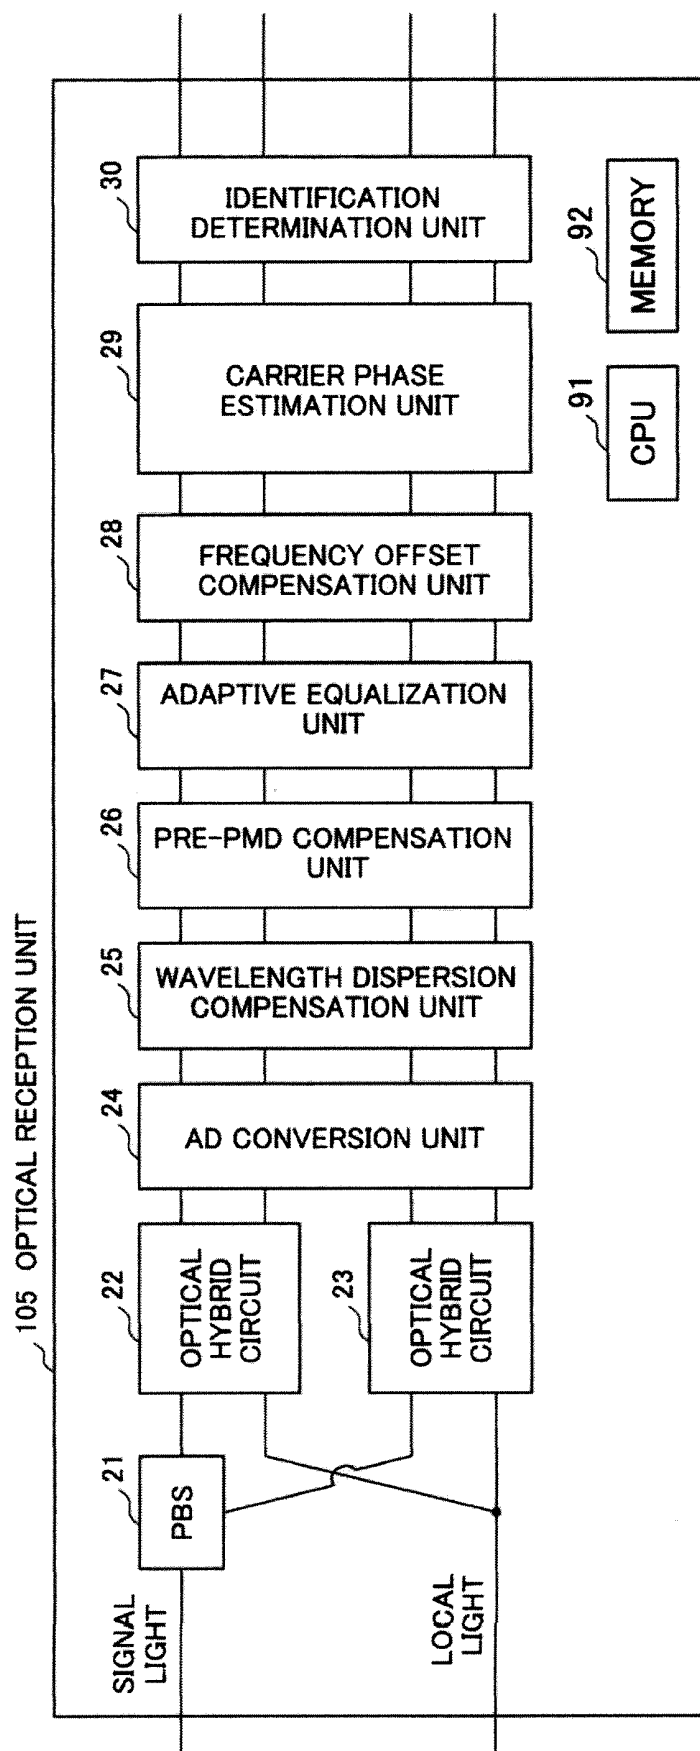 105 OPTICAL RECEPTION UNIT
SIGNAL
LIGHT
LOCAL
LIGHT
21
PBS
22
OPTICAL
HYBRID
CIRCUIT
23
OPTICAL
HYBRID
CIRCUIT
24
AD CONVERSION UNIT
25
WAVELENGTH DISPERSION
COMPENSATION UNIT
26
PRE-PMD COMPENSATION
UNIT
27
ADAPTIVE EQUALIZATION
UNIT
28
FREQUENCY OFFSET
COMPENSATION UNIT
29
CARRIER PHASE
ESTIMATION UNIT
30
IDENTIFICATION
DETERMINATION UNIT
91
CPU
92
MEMORY